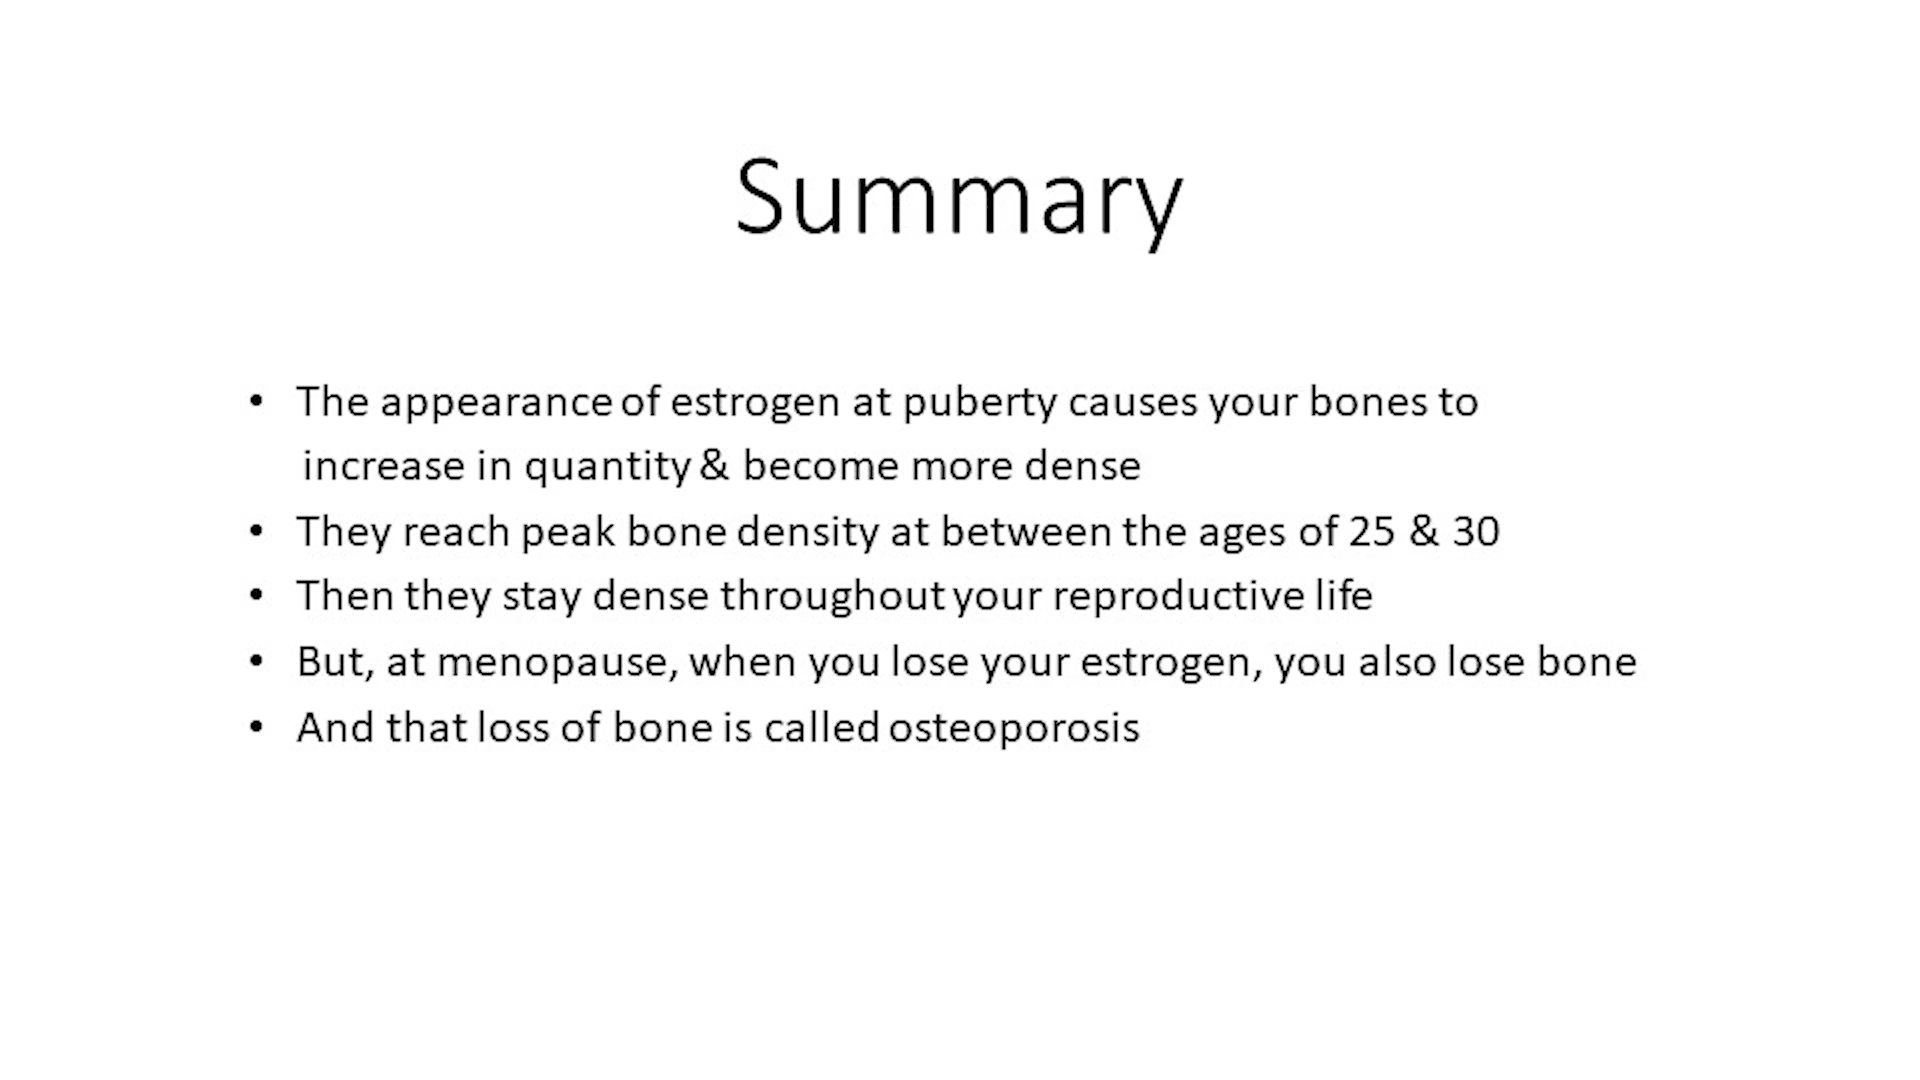 Summary
• The appearance of estrogen at puberty causes your bones to
increase in quantity & become more dense
• They reach peak bone density at between the ages of 25 & 30
• Then they stay dense throughout your reproductive life
• But, at menopause, when you lose your estrogen, you also lose bone
• And that loss of bone is called osteoporosis